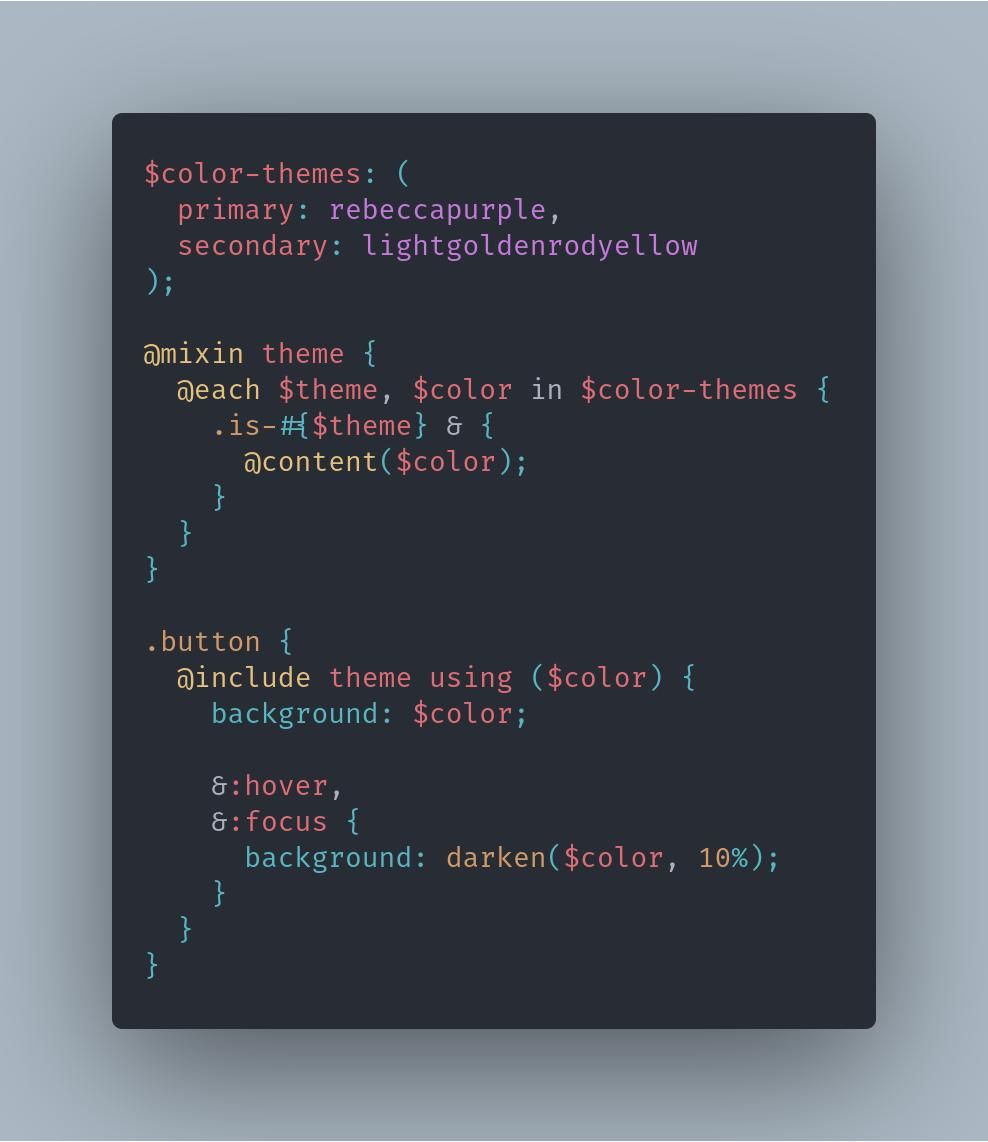 $color-themes: (
  primary: rebeccapurple,
  secondary: lightgoldenrodyellow
);

@mixin theme {
  @each $theme, $color in $color-themes {
    .is-#{$theme} & {
      @content($color);
    }
  }
}

.button {
  @include theme using ($color) {
    background: $color;

    &:hover,
    &:focus {
      background: darken($color, 10%);
    }
  }
}